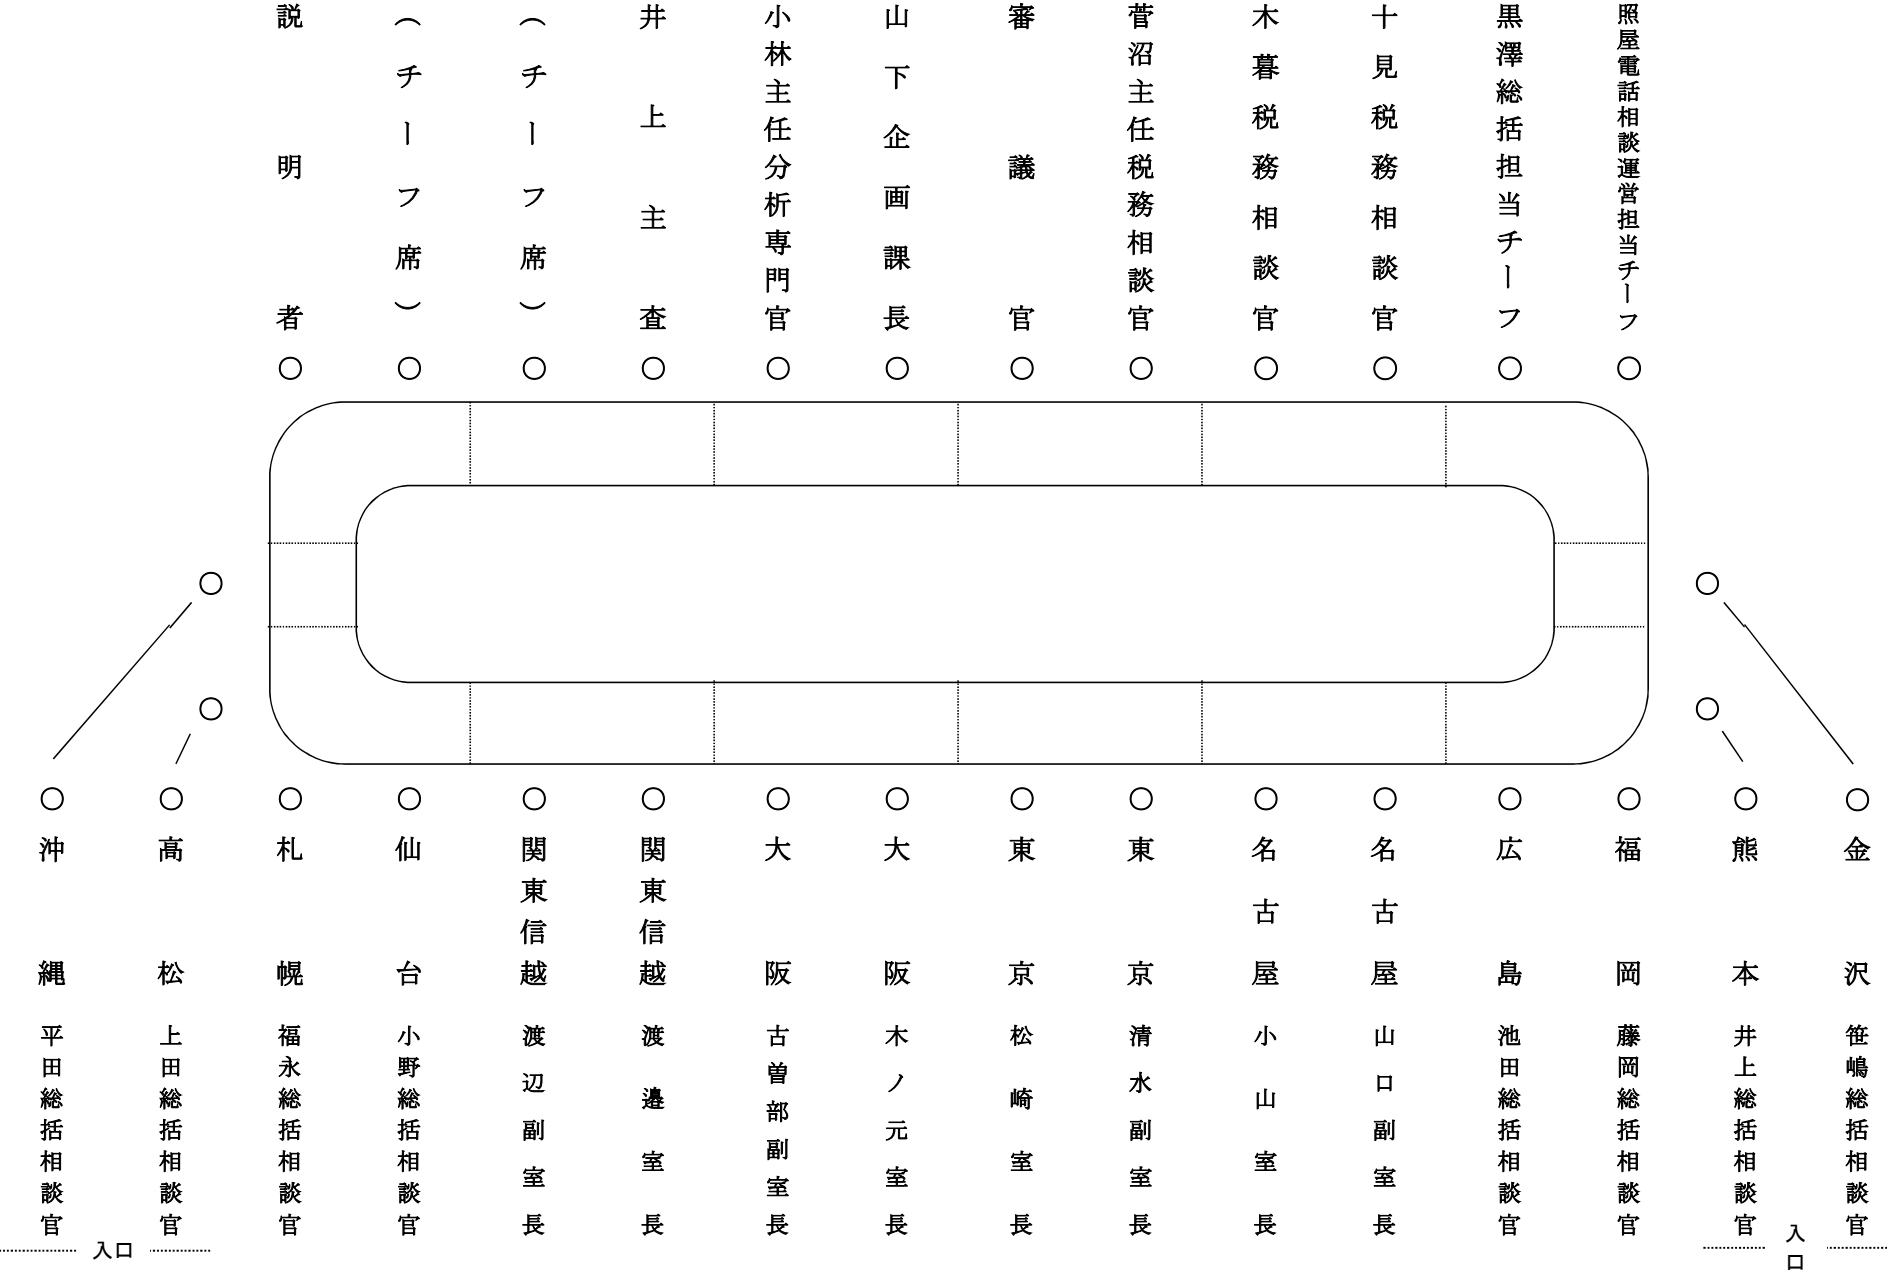 照屋電話相談運営担当チーフ
黒澤総括担当チーフ
十見税務相談官
木暮税務相談官
菅沼主任税務相談官
審議官
山下企画課長
小林主任分析専門官
井上主査
（チーフ席）
（チーフ席）
説明者
金沢 笹嶋総括相談官
熊本 井上総括相談官
福岡 藤岡総括相談官
広島 池田総括相談官
名古屋 山口副室長
名古屋 小山室長
東京 清水副室長
東京 松崎室長
大阪 木ノ元室長
大阪 古曽部副室長
関東信越 渡邉室長
関東信越 渡辺副室長
仙台 小野総括相談官
札幌 福永総括相談官
高松 上田総括相談官
沖縄 平田総括相談官
入口
入口